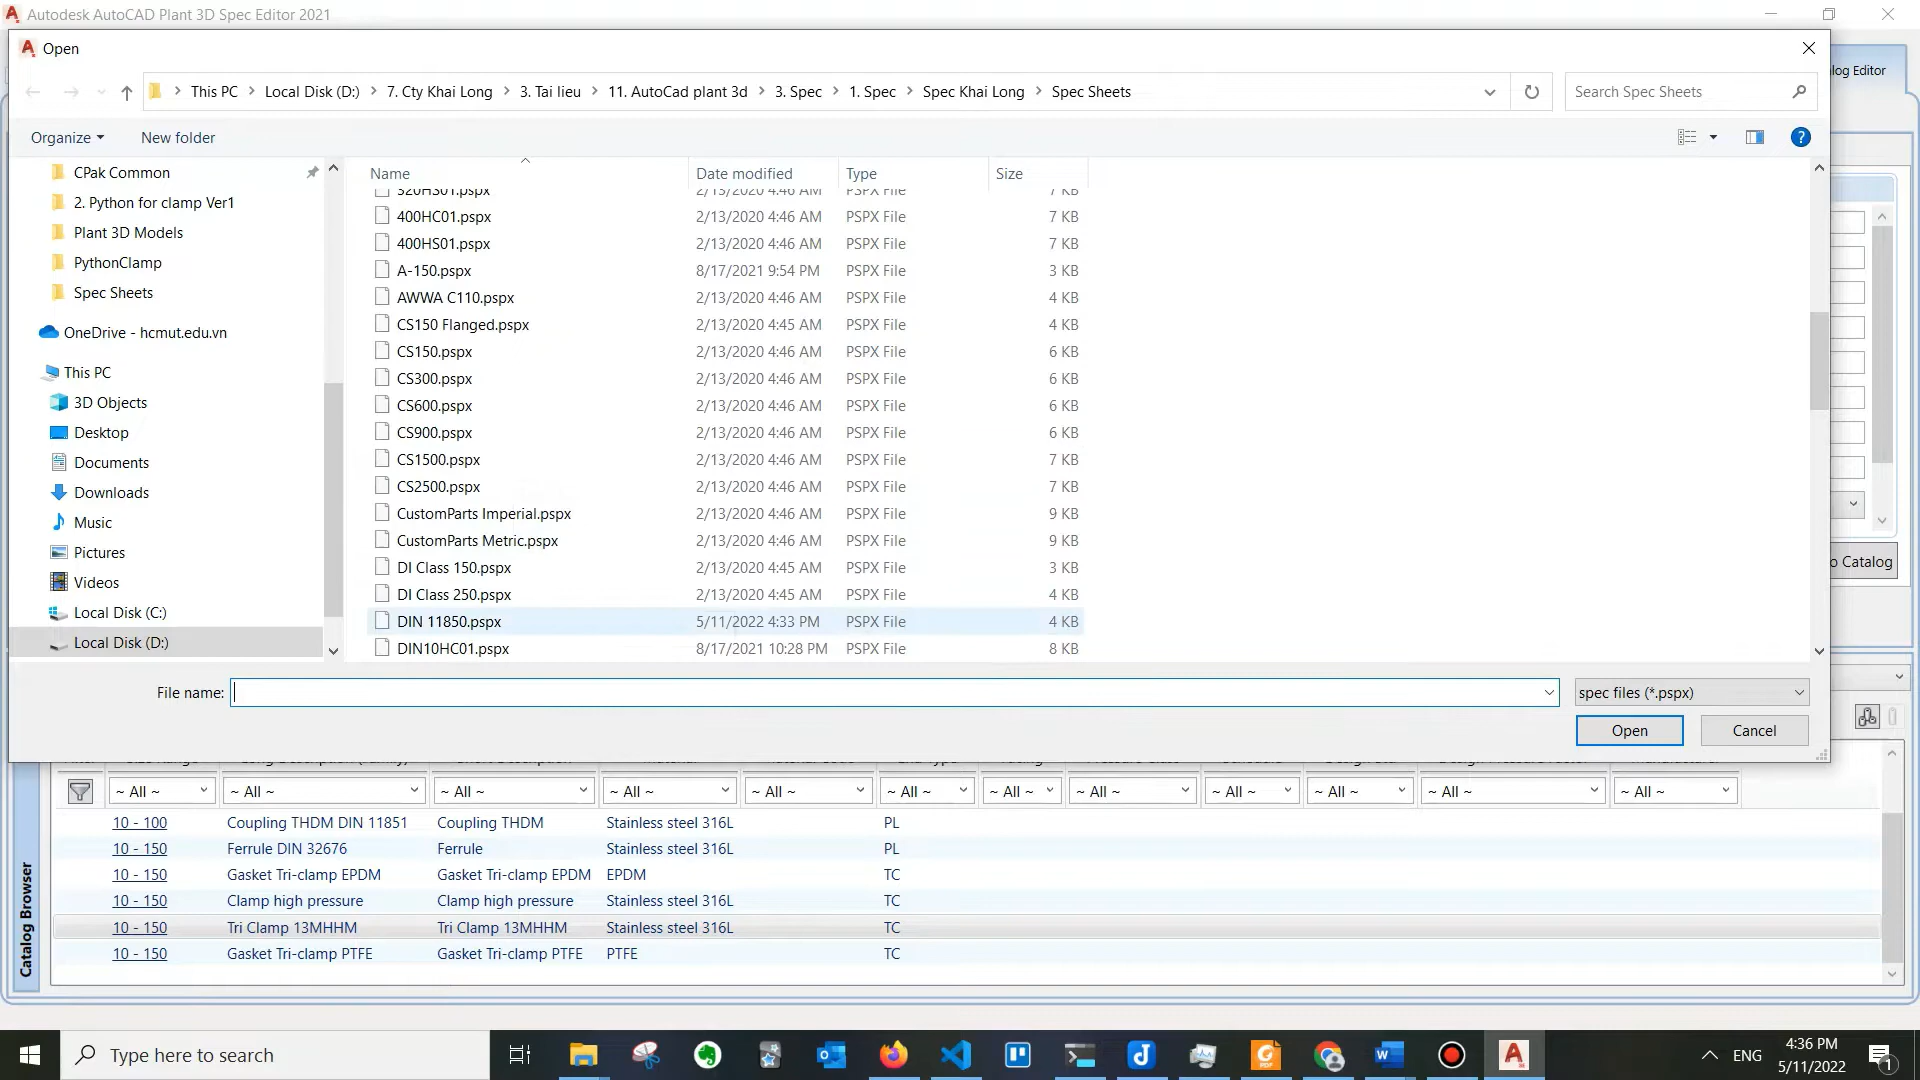 Autodesk AutoCAD Plant 3D Spec Editor 2021
Open
This PC > Local Disk (D:) > 7. Cty Khai Long > 3. Tai lieu > 11. AutoCad plant 3d > 3. Spec > 1. Spec > Spec Khai Long > Spec Sheets
Search Spec Sheets
log Editor
Organize
New folder
?
CPak Common
2. Python for clamp Ver1
Plant 3D Models
PythonClamp
Spec Sheets
OneDrive - hcmut.edu.vn
This PC
3D Objects
Desktop
Documents
Downloads
Music
Pictures
Videos
Local Disk (C:)
Local Disk (D:)
Name Date modified Type Size
320HS01.pspx 2/13/2020 4:46 AM PSPX File 7 KB
400HC01.pspx 2/13/2020 4:46 AM PSPX File 7 KB
400HS01.pspx 2/13/2020 4:46 AM PSPX File 7 KB
A-150.pspx 8/17/2021 9:54 PM PSPX File 3 KB
AWWA C110.pspx 2/13/2020 4:46 AM PSPX File 4 KB
CS150 Flanged.pspx 2/13/2020 4:45 AM PSPX File 4 KB
CS150.pspx 2/13/2020 4:46 AM PSPX File 6 KB
CS300.pspx 2/13/2020 4:46 AM PSPX File 6 KB
CS600.pspx 2/13/2020 4:46 AM PSPX File 6 KB
CS900.pspx 2/13/2020 4:46 AM PSPX File 6 KB
CS1500.pspx 2/13/2020 4:46 AM PSPX File 7 KB
CS2500.pspx 2/13/2020 4:46 AM PSPX File 7 KB
CustomParts Imperial.pspx 2/13/2020 4:46 AM PSPX File 9 KB
CustomParts Metric.pspx 2/13/2020 4:46 AM PSPX File 9 KB
DI Class 150.pspx 2/13/2020 4:45 AM PSPX File 3 KB
DI Class 250.pspx 2/13/2020 4:45 AM PSPX File 4 KB
DIN 11850.pspx 5/11/2022 4:33 PM PSPX File 4 KB
DIN10HC01.pspx 8/17/2021 10:28 PM PSPX File 8 KB
o Catalog
File name:
spec files (*.pspx)
Open
Cancel
~ All ~ ~ All ~ ~ All ~ ~ All ~ ~ All ~ ~ All ~ ~ All ~ ~ All ~ ~ All ~ ~ All ~ ~ All ~ ~ All ~
10 - 100 Coupling THDM DIN 11851 Coupling THDM Stainless steel 316L PL
10 - 150 Ferrule DIN 32676 Ferrule Stainless steel 316L PL
10 - 150 Gasket Tri-clamp EPDM Gasket Tri-clamp EPDM EPDM TC
10 - 150 Clamp high pressure Clamp high pressure Stainless steel 316L TC
10 - 150 Tri Clamp 13MHHM Tri Clamp 13MHHM Stainless steel 316L TC
10 - 150 Gasket Tri-clamp PTFE Gasket Tri-clamp PTFE PTFE TC
Catalog Browser
Type here to search
ENG
4:36 PM
5/11/2022
1